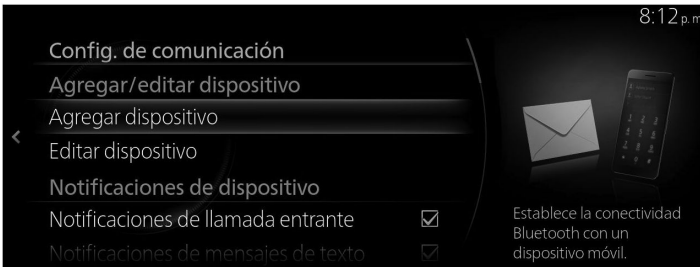 8:12 p. m
Config. de comunicación
Agregar/editar dispositivo
Agregar dispositivo
Editar dispositivo
Notificaciones de dispositivo
Notificaciones de llamada entrante
Notificaciones de mensajes de texto
Establece la conectividad
Bluetooth con un
dispositivo móvil.